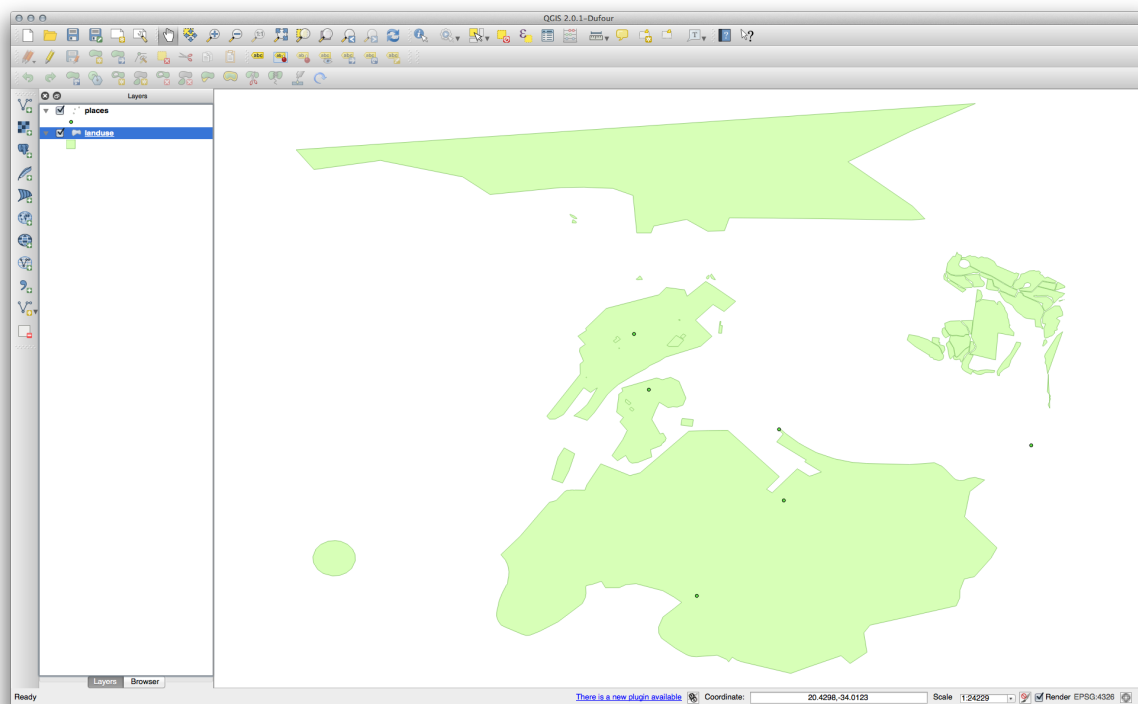 QGIS 2.0.1-Dufour
Layers
places
landuse
Layers Browser
Ready
There is a new plugin available
Coordinate: 20.4298,-34.0123
Scale 1:24229
Render EPSG:4326